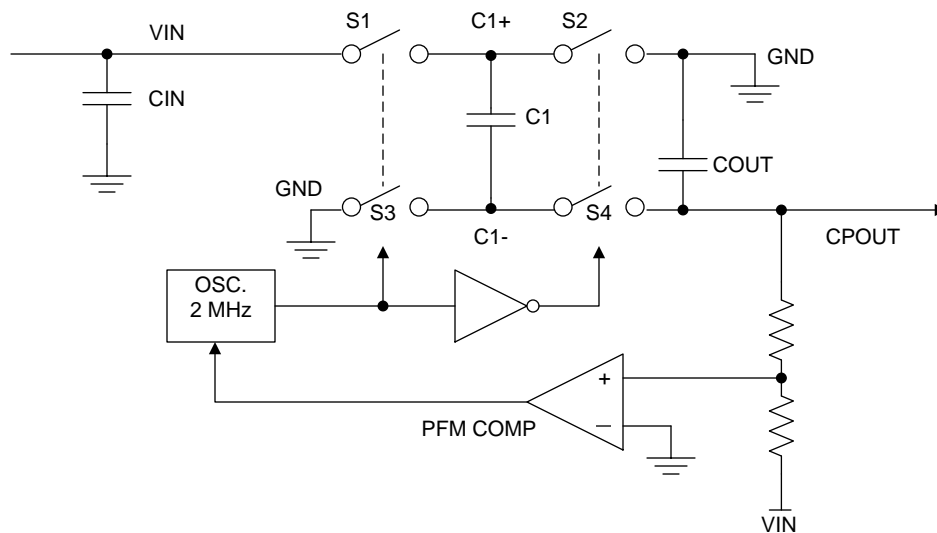 S1
C1+
S2
VIN
GND
CIN
C1
COUT
GND
S3
S4
C1-
CPOUT
OSC.
2 MHz
+
PFM COMP
–
VIN